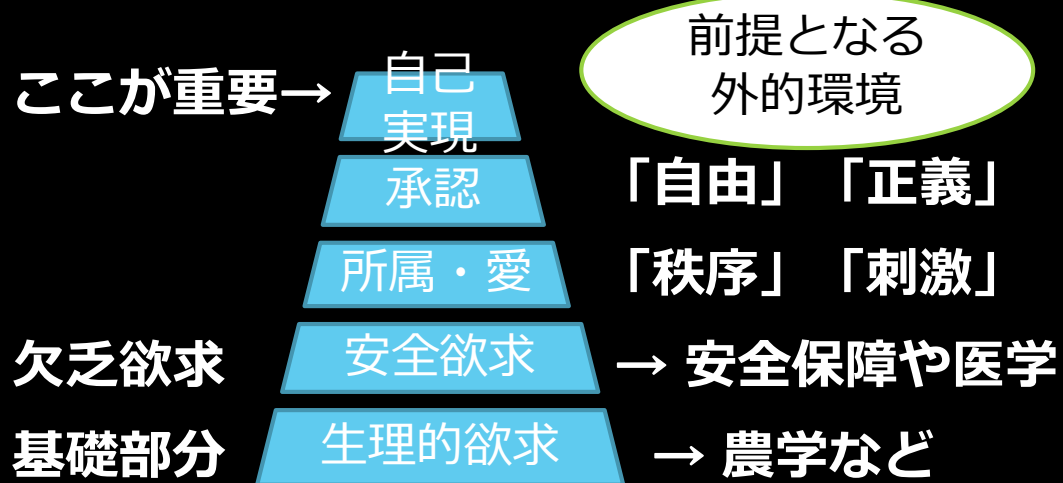 前提となる
外的環境
ここが重要→
自己
実現
承認
「自由」「正義」
所属・愛
「秩序」「刺激」
欠乏欲求
安全欲求
→ 安全保障や医学
基礎部分
生理的欲求
→ 農学など